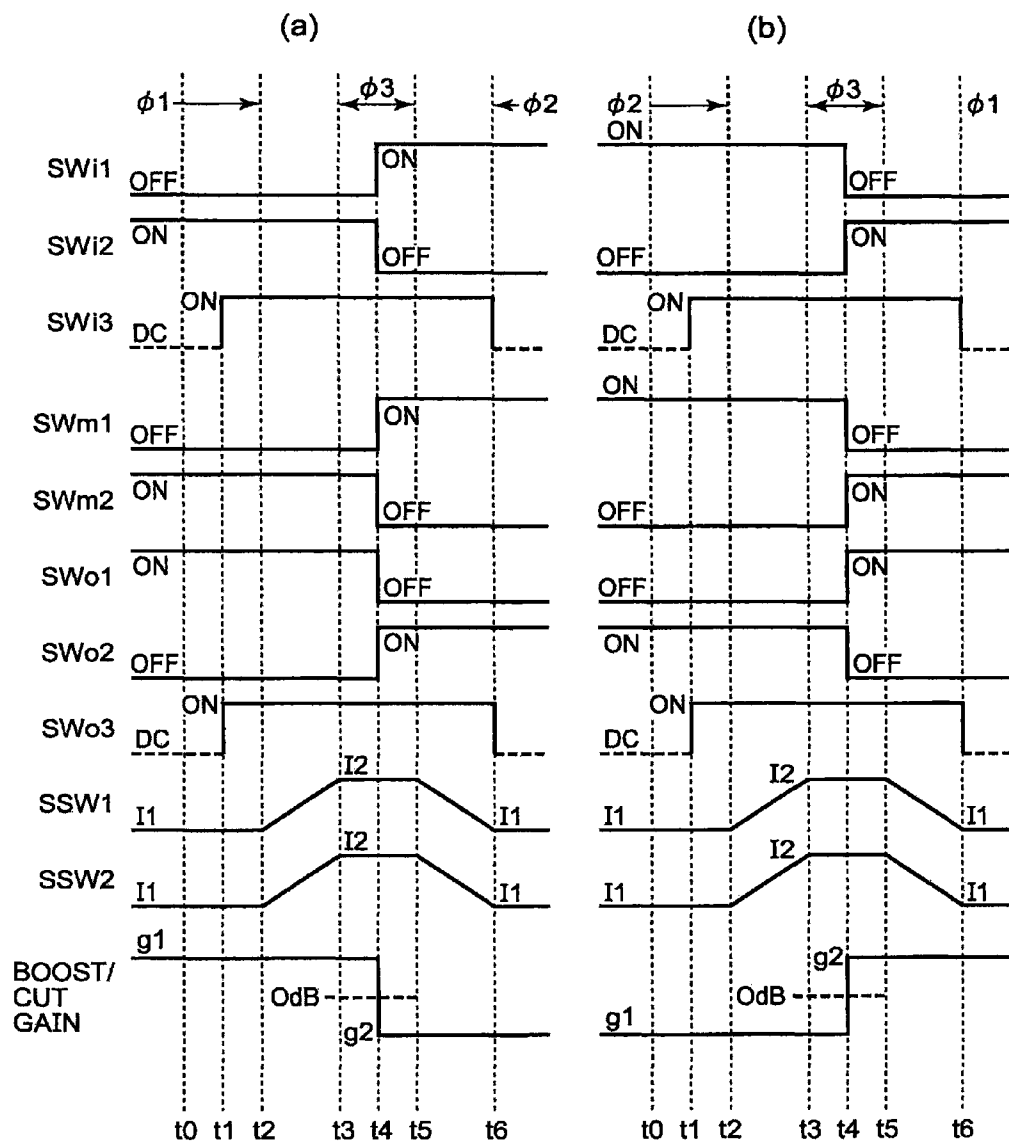 (a) (b)
ϕ1 ϕ3 ϕ2 ϕ2 ϕ3 ϕ1
SWi1 OFF ON ON OFF
SWi2 ON OFF OFF ON
SWi3 DC ON DC ON
SWm1 OFF ON ON OFF
SWm2 ON OFF OFF ON
SWo1 ON OFF OFF ON
SWo2 OFF ON ON OFF
SWo3 DC ON DC ON
SSW1 I1 I2 I1 I1 I2 I1
SSW2 I1 I2 I1 I1 I2 I1
BOOST/
CUT
GAIN
g1 OdB g2 g1 OdB g2
t0 t1 t2 t3 t4 t5 t6 t0 t1 t2 t3 t4 t5 t6